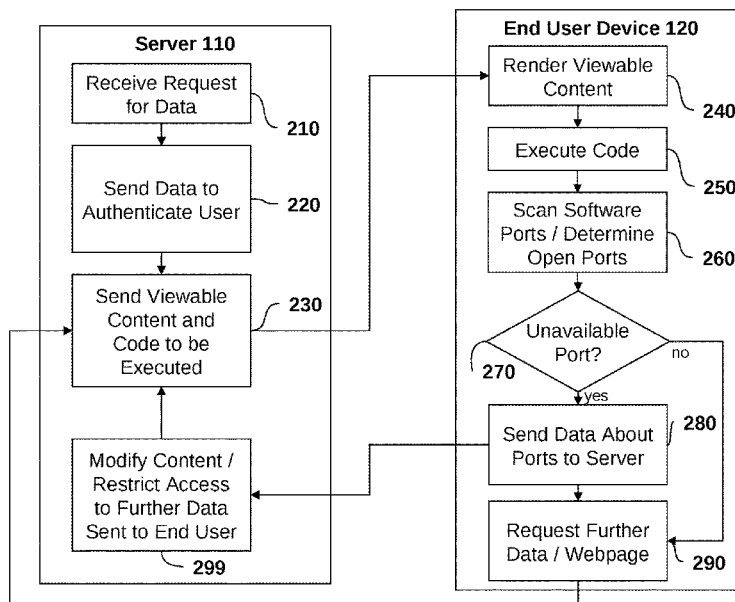 Server 110
Receive Request
for Data
210
Send Data to
Authenticate User
220
Send Viewable
Content and
Code to be
Executed
230
Modify Content /
Restrict Access
to Further Data
Sent to End User
299
End User Device 120
Render Viewable
Content
240
Execute Code
250
Scan Software
Ports / Determine
Open Ports
260
Unavailable
Port?
270
no
yes
Send Data About
Ports to Server
280
Request Further
Data / Webpage
290